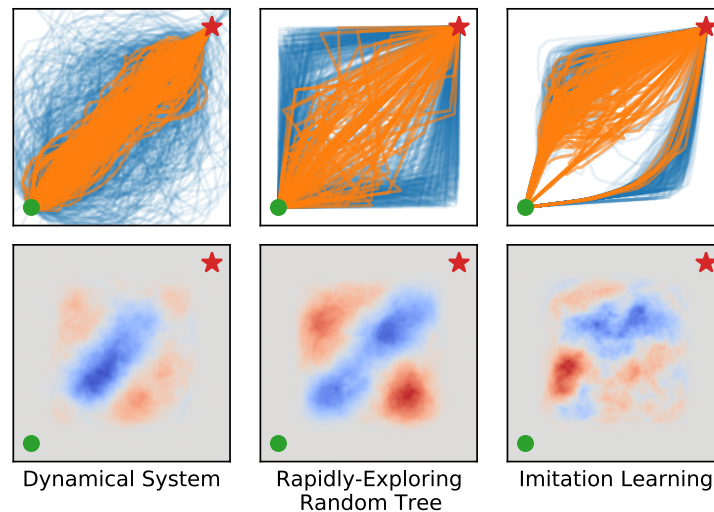 Dynamical System
Rapidly-Exploring
Random Tree
Imitation Learning